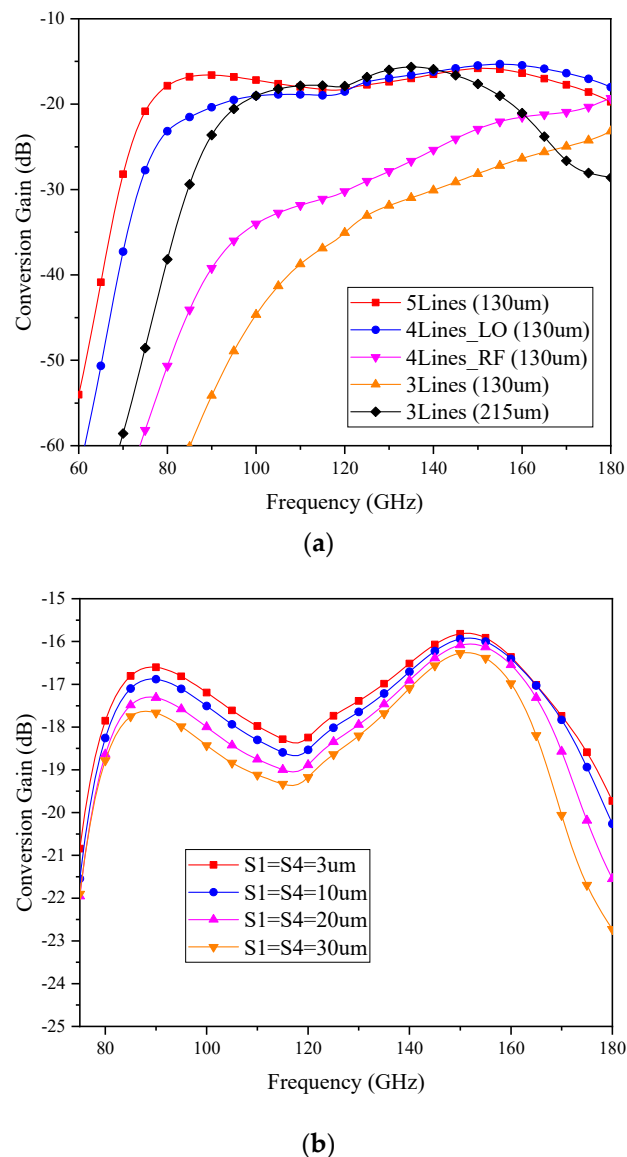 -10
-20
-30
-40
-50
-60
Conversion Gain (dB)
5Lines (130um)
4Lines_LO (130um)
4Lines_RF (130um)
3Lines (130um)
3Lines (215um)
60 80 100 120 140 160 180
Frequency (GHz)
(a)
-15
-16
-17
-18
-19
-20
-21
-22
-23
-24
-25
Conversion Gain (dB)
S1=S4=3um
S1=S4=10um
S1=S4=20um
S1=S4=30um
80 100 120 140 160 180
Frequency (GHz)
(b)